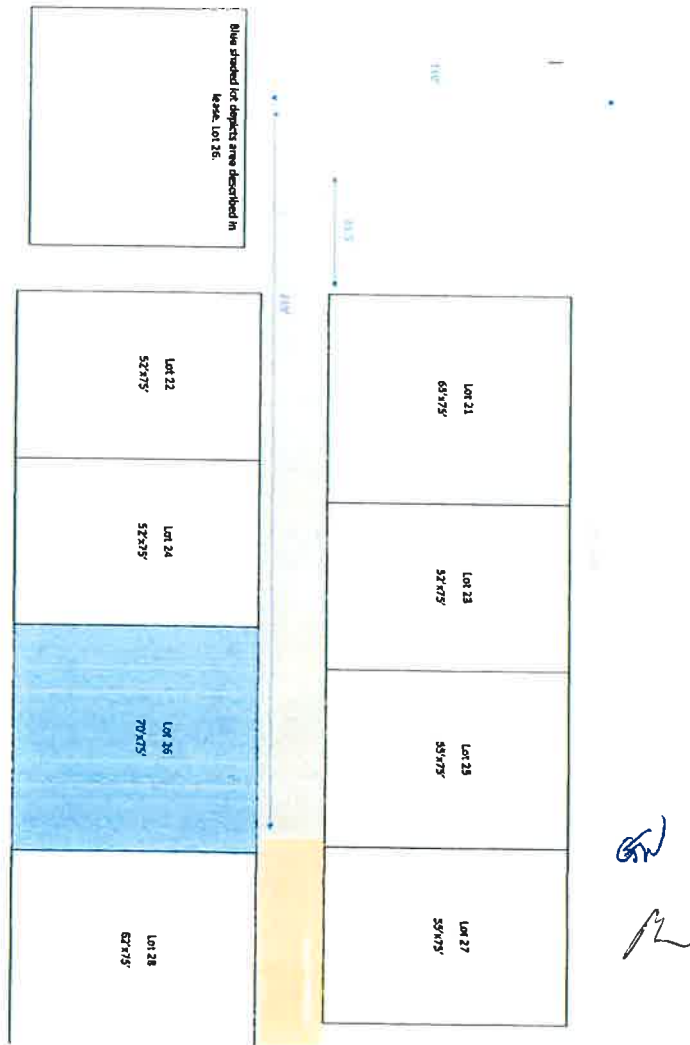 Lot 21
65'x75'
Lot 23
52'x75'
Lot 25
55'x75'
Lot 27
55'x75'
Blue shaded lot depicts area described in
lease. Lot 26.
Lot 22
52'x75'
Lot 24
52'x75'
Lot 26
70'x75'
Lot 28
62'x75'